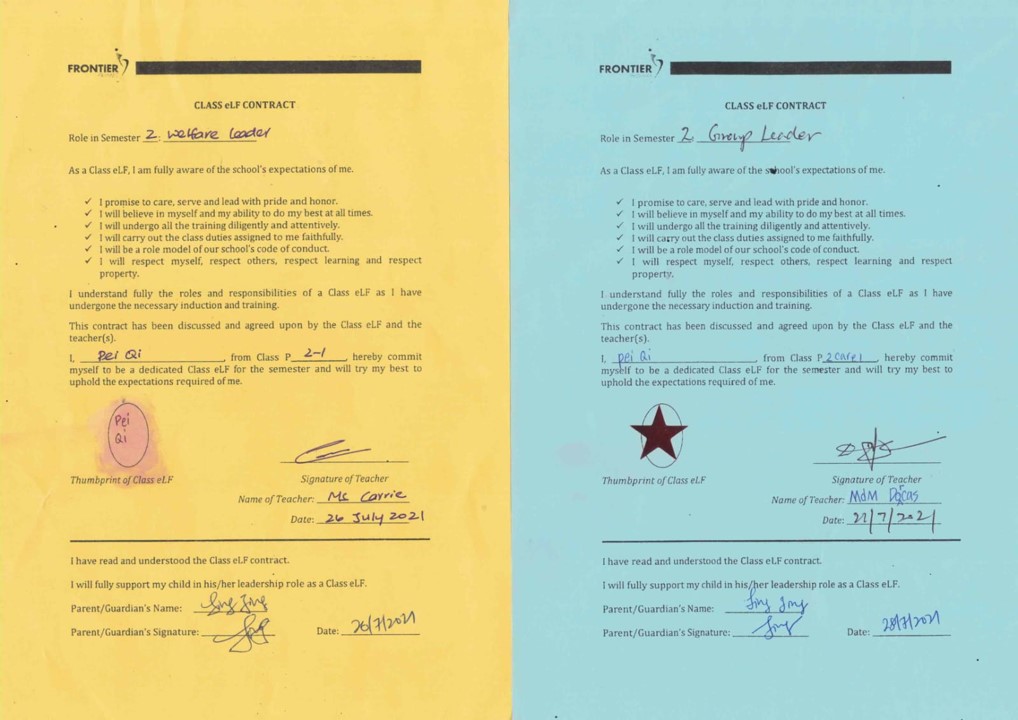 FRONTIER
CLASS eLF CONTRACT
Role in Semester 2: Welfare Leader
As a Class eLF, I am fully aware of the school's expectations of me.
✓ I promise to care, serve and lead with pride and honor.
✓ I will believe in myself and my ability to do my best at all times.
✓ I will undergo all the training diligently and attentively.
✓ I will carry out the class duties assigned to me faithfully.
✓ I will be a role model of our school's code of conduct.
✓ I will respect myself, respect others, respect learning and respect
property.
I understand fully the roles and responsibilities of a Class eLF as I have
undergone the necessary induction and training.
This contract has been discussed and agreed upon by the Class eLF and the
teacher(s).
I, Pei Qi, from Class P 2-1, hereby commit
myself to be a dedicated Class eLF for the semester and will try my best to
uphold the expectations required of me.
Pei
Qi
Thumbprint of Class eLF
Signature of Teacher
Name of Teacher: Ms Carrie
Date: 26 July 2021
I have read and understood the Class eLF contract.
I will fully support my child in his/her leadership role as a Class eLF.
Parent/Guardian's Name:
Parent/Guardian's Signature:
Date: 26/7/2021
FRONTIER
CLASS eLF CONTRACT
Role in Semester 2: Group Leader
As a Class eLF, I am fully aware of the school's expectations of me.
✓ I promise to care, serve and lead with pride and honor.
✓ I will believe in myself and my ability to do my best at all times.
✓ I will undergo all the training diligently and attentively.
✓ I will carry out the class duties assigned to me faithfully.
✓ I will be a role model of our school's code of conduct.
✓ I will respect myself, respect others, respect learning and respect
property.
I understand fully the roles and responsibilities of a Class eLF as I have
undergone the necessary induction and training.
This contract has been discussed and agreed upon by the Class eLF and the
teacher(s).
I, Pei Qi, from Class P 2 care 1, hereby commit
myself to be a dedicated Class eLF for the semester and will try my best to
uphold the expectations required of me.
Thumbprint of Class eLF
Signature of Teacher
Name of Teacher: MdM
Date: 21/7/2021
I have read and understood the Class eLF contract.
I will fully support my child in his/her leadership role as a Class eLF.
Parent/Guardian's Name:
Parent/Guardian's Signature:
Date: 28/7/2021